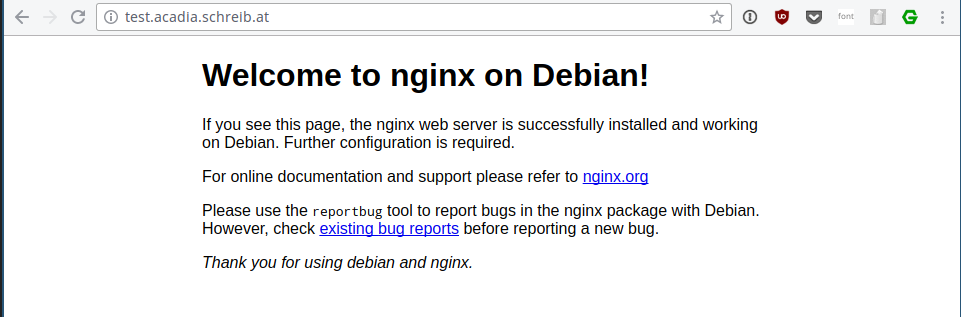 test.acadia.schreib.at
font
Welcome to nginx on Debian!
If you see this page, the nginx web server is successfully installed and working
on Debian. Further configuration is required.
For online documentation and support please refer to nginx.org
Please use the reportbug tool to report bugs in the nginx package with Debian.
However, check existing bug reports before reporting a new bug.
Thank you for using debian and nginx.